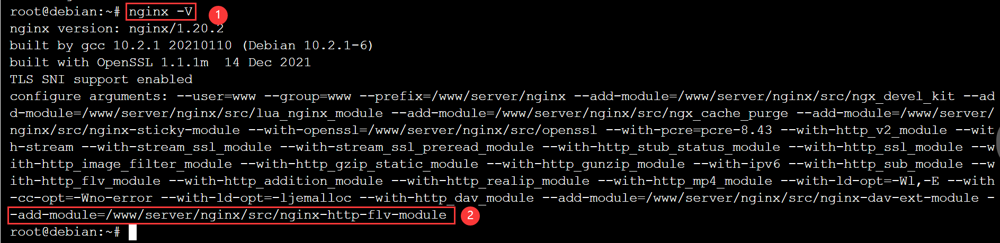 root@debian:~# nginx -V 1
nginx version: nginx/1.20.2
built by gcc 10.2.1 20210110 (Debian 10.2.1-6)
built with OpenSSL 1.1.1m  14 Dec 2021
TLS SNI support enabled
configure arguments: --user=www --group=www --prefix=/www/server/nginx --add-module=/www/server/nginx/src/ngx_devel_kit --ad
d-module=/www/server/nginx/src/lua_nginx_module --add-module=/www/server/nginx/src/ngx_cache_purge --add-module=/www/server/
nginx/src/nginx-sticky-module --with-openssl=/www/server/nginx/src/openssl --with-pcre=pcre-8.43 --with-http_v2_module --wit
h-stream --with-stream_ssl_module --with-stream_ssl_preread_module --with-http_stub_status_module --with-http_ssl_module --w
ith-http_image_filter_module --with-http_gzip_static_module --with-http_gunzip_module --with-ipv6 --with-http_sub_module --w
ith-http_flv_module --with-http_addition_module --with-http_realip_module --with-http_mp4_module --with-ld-opt=-Wl,-E --with
-cc-opt=-Wno-error --with-ld-opt=-ljemalloc --with-http_dav_module --add-module=/www/server/nginx/src/nginx-dav-ext-module -
-add-module=/www/server/nginx/src/nginx-http-flv-module 2
root@debian:~#